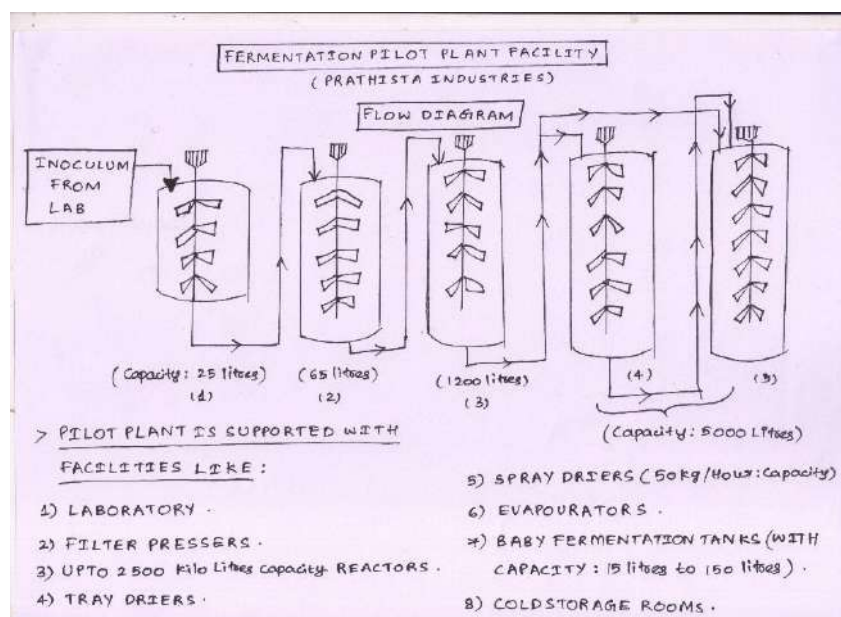 FERMENTATION PILOT PLANT FACILITY
(PRATHISTA INDUSTRIES)
FLOW DIAGRAM
INOCULUM
FROM
LAB
(Capacity: 25 litres)
(1)
(65 litres)
(2)
(1200 litres)
(3)
(4)
(5)
(Capacity: 5000 Litres)
> PILOT PLANT IS SUPPORTED WITH
FACILITIES LIKE:
1) LABORATORY.
2) FILTER PRESSERS.
3) UPTO 2500 Kilo Litres Capacity REACTORS.
4) TRAY DRIERS.
5) SPRAY DRIERS (50kg/Hour: Capacity)
6) EVAPOURATORS.
7) BABY FERMENTATION TANKS (WITH
CAPACITY: 15 litres to 150 litres).
8) COLD STORAGE ROOMS.